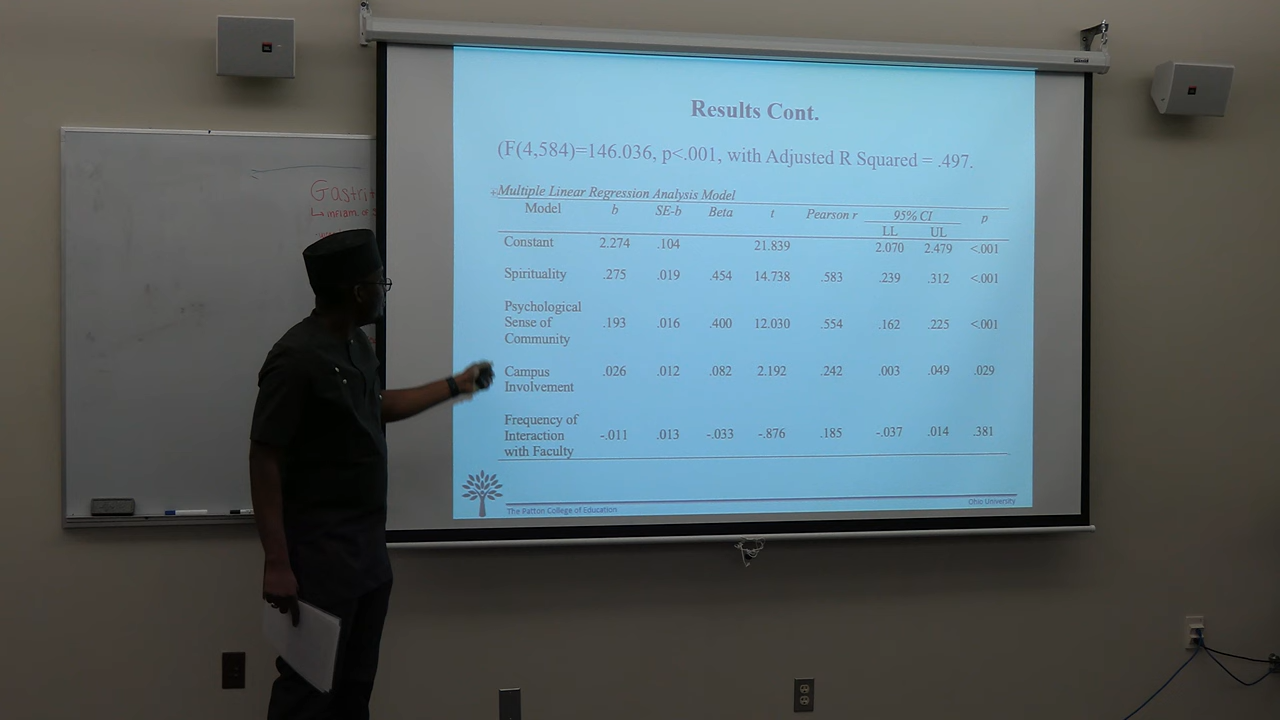 Results Cont.
(F(4,584)=146.036, p<.001, with Adjusted R Squared = .497.
Multiple Linear Regression Analysis Model
Model b SE-b Beta t Pearson r 95% CI p
LL UL
Constant 2.274 .104 21.839 2.070 2.479 <.001
Spirituality .275 .019 .454 14.738 .583 .239 .312 <.001
Psychological
Sense of .193 .016 .400 12.030 .554 .162 .225 <.001
Community
Campus .026 .012 .082 2.192 .242 .003 .049 .029
Involvement
Frequency of
Interaction -.011 .013 -.033 -.876 .185 -.037 .014 .381
with Faculty
The Patton College of Education
Ohio University
Gastrit
inflam. of